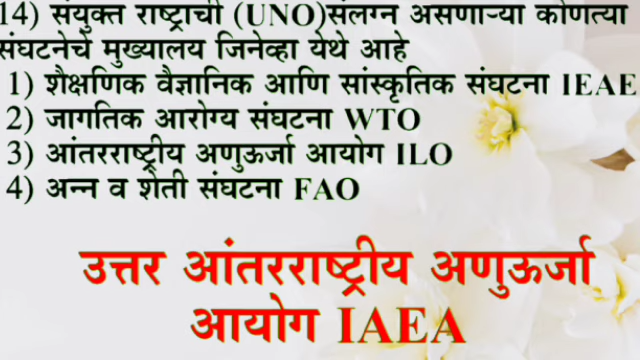 14) संयुक्त राष्ट्राची (UNO)संलग्न असणाऱ्या कोणत्या
संघटनेचे मुख्यालय जिनेव्हा येथे आहे
1) शैक्षणिक वैज्ञानिक आणि सांस्कृतिक संघटना IEAE
2) जागतिक आरोग्य संघटना WTO
3) आंतरराष्ट्रीय अणुऊर्जा आयोग ILO
4) अन्न व शेती संघटना FAO
उत्तर आंतरराष्ट्रीय अणुऊर्जा
आयोग IAEA